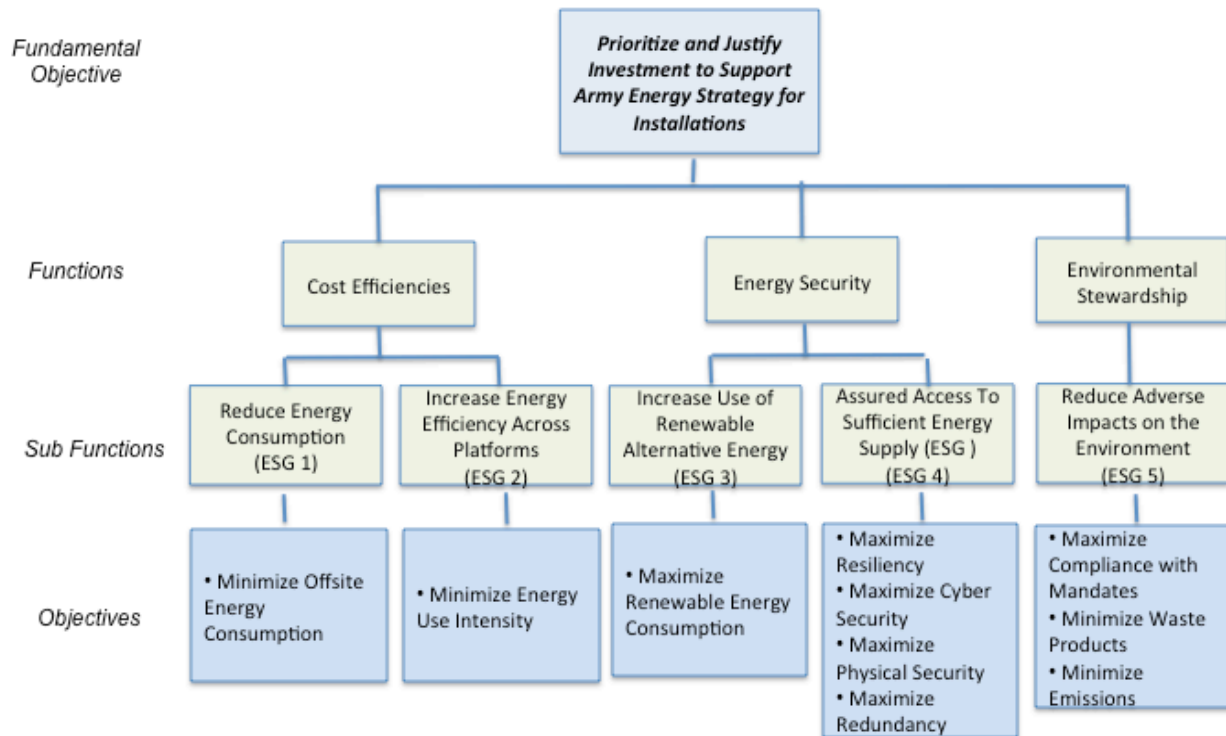 Fundamental
Objective
Prioritize and Justify
Investment to Support
Army Energy Strategy for
Installations
Functions
Cost Efficiencies
Energy Security
Environmental
Stewardship
Sub Functions
Reduce Energy
Consumption
(ESG 1)
Increase Energy
Efficiency Across
Platforms
(ESG 2)
Increase Use of
Renewable
Alternative Energy
(ESG 3)
Assured Access To
Sufficient Energy
Supply (ESG )
(ESG 4)
Reduce Adverse
Impacts on the
Environment
(ESG 5)
Objectives
• Minimize Offsite
Energy
Consumption
• Minimize Energy
Use Intensity
• Maximize
Renewable Energy
Consumption
• Maximize
Resiliency
• Maximize Cyber
Security
• Maximize
Physical Security
• Maximize
Redundancy
• Maximize
Compliance with
Mandates
• Minimize Waste
Products
• Minimize
Emissions